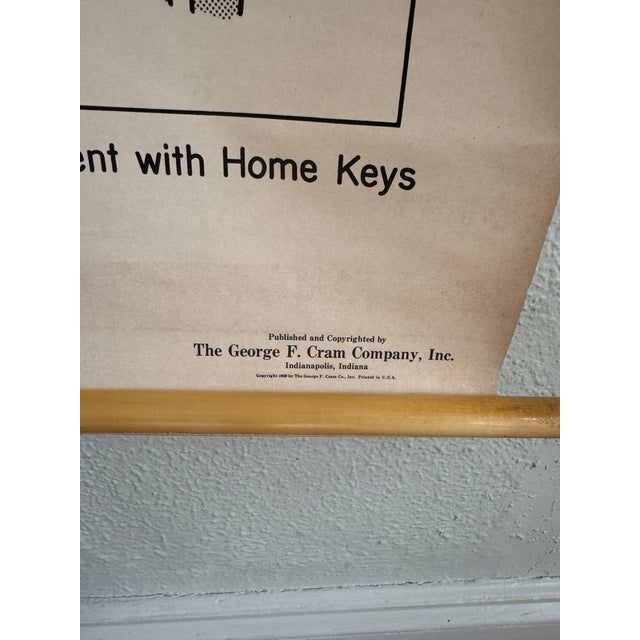 ent with Home Keys
Published and Copyrighted by
The George F. Cram Company, Inc.
Indianapolis, Indiana
Copyright 1969 by The George F. Cram Co., Inc. Printed in U.S.A.